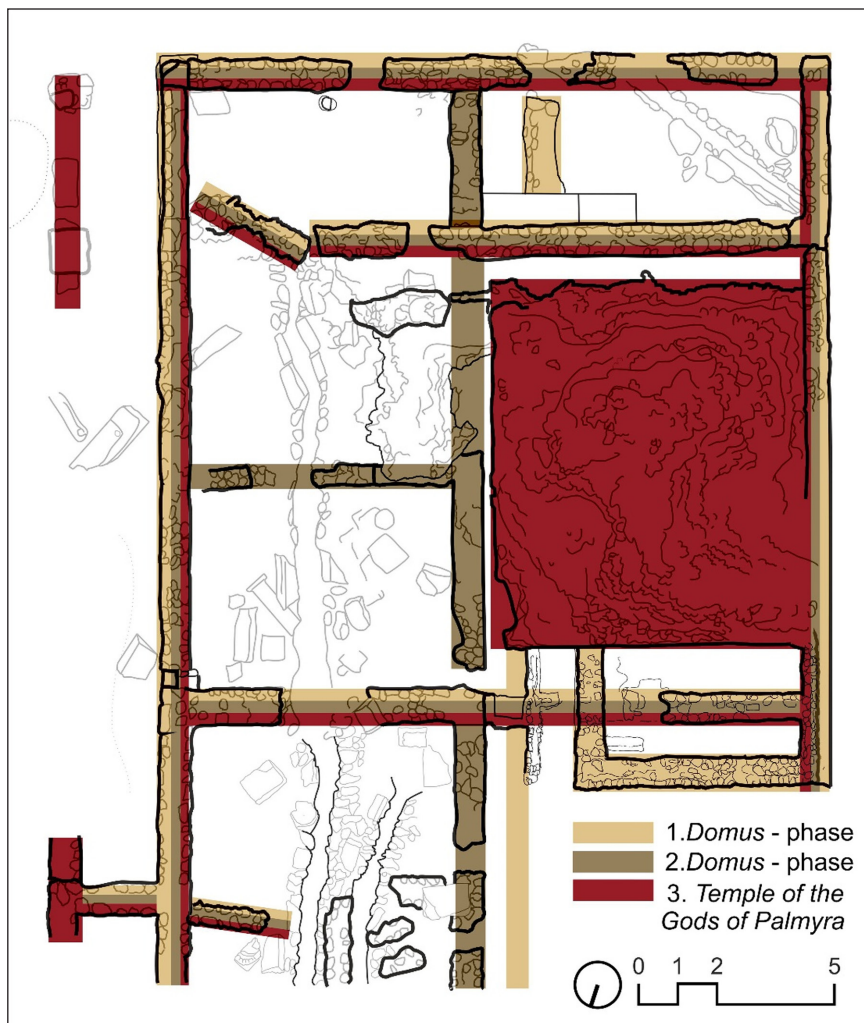 1.Domus - phase
2.Domus - phase
3. Temple of the
Gods of Palmyra
0 1 2 5